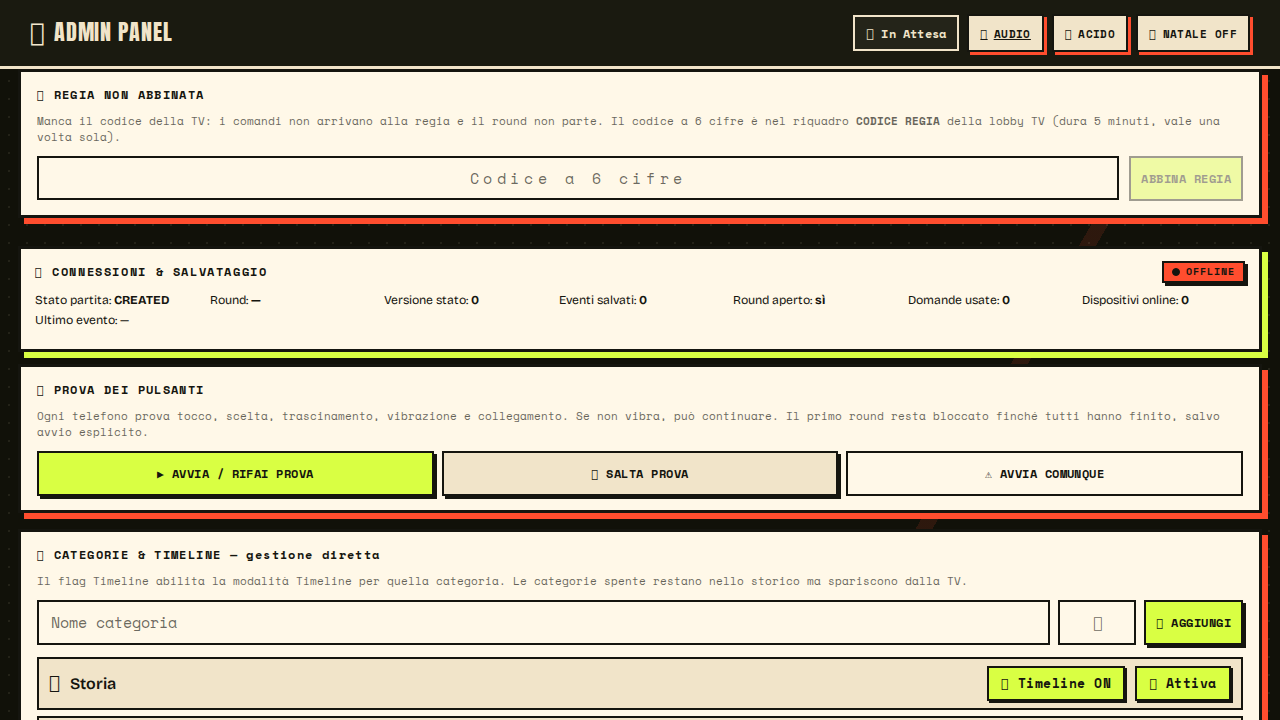 ADMIN PANEL
In Attesa
AUDIO
ACIDO
NATALE OFF
REGIA NON ABBINATA
Manca il codice della TV: i comandi non arrivano alla regia e il round non parte. Il codice a 6 cifre è nel riquadro CODICE REGIA della lobby TV (dura 5 minuti, vale una
volta sola).
Codice a 6 cifre
ABBINA REGIA
CONNESSIONI & SALVATAGGIO
● OFFLINE
Stato partita: CREATED
Round: —
Versione stato: 0
Eventi salvati: 0
Round aperto: sì
Domande usate: 0
Dispositivi online: 0
Ultimo evento: —
PROVA DEI PULSANTI
Ogni telefono prova tocco, scelta, trascinamento, vibrazione e collegamento. Se non vibra, può continuare. Il primo round resta bloccato finché tutti hanno finito, salvo
avvio esplicito.
▶ AVVIA / RIFAI PROVA
SALTA PROVA
⚠ AVVIA COMUNQUE
CATEGORIE & TIMELINE — gestione diretta
Il flag Timeline abilita la modalità Timeline per quella categoria. Le categorie spente restano nello storico ma spariscono dalla TV.
Nome categoria
AGGIUNGI
Storia
Timeline ON
Attiva